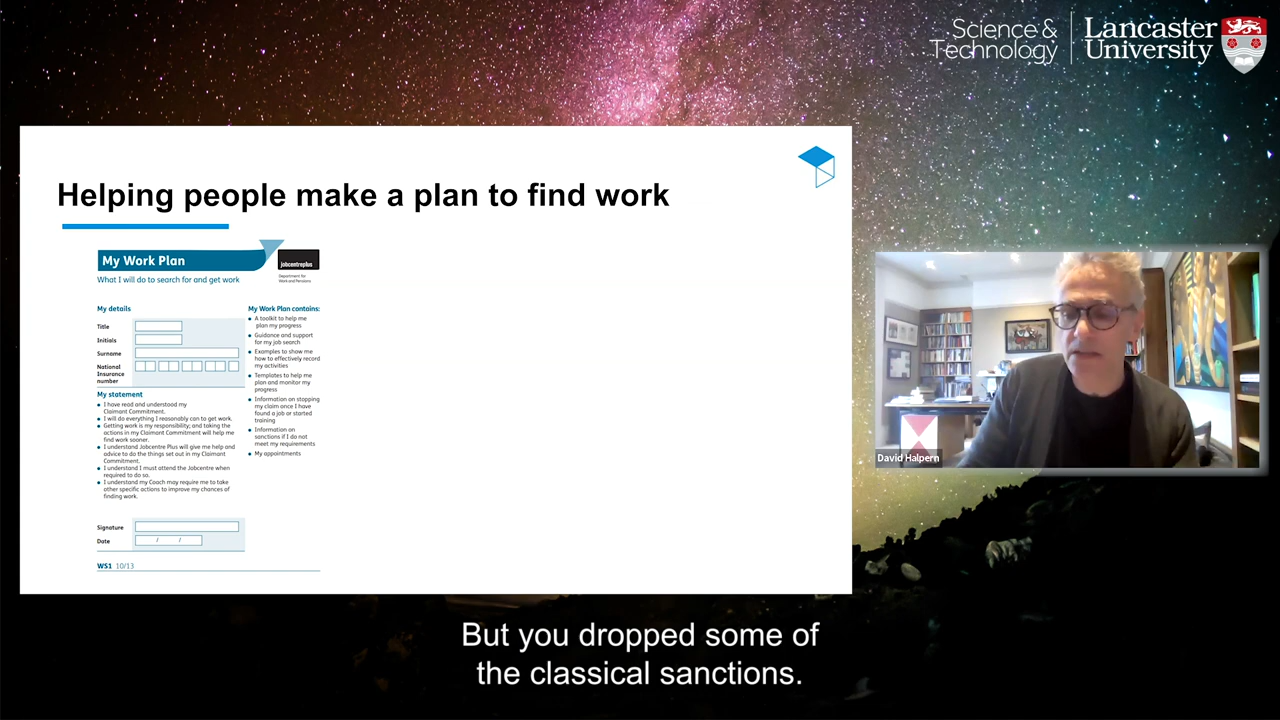 Science &
Technology
Lancaster
University
Helping people make a plan to find work
My Work Plan
jobcentreplus
Department for
Work and Pensions
What I will do to search for and get work
My details
Title
Initials
Surname
National
Insurance
number
My statement
I have read and understood my
Claimant Commitment.
I will do everything I reasonably can to get work.
Getting work is my responsibility; and taking the
actions in my Claimant Commitment will help me
find work sooner.
I understand Jobcentre Plus will give me help and
advice to do the things set out in my Claimant
Commitment.
I understand I must attend the Jobcentre when
required to do so.
I understand my Coach may require me to take
other specific actions to improve my chances of
finding work.
Signature
Date / /
WS1 10/13
My Work Plan contains:
A toolkit to help me
plan my progress
Guidance and support
for my job search
Examples to show me
how to effectively record
my activities
Templates to help me
plan and monitor my
progress
Information on stopping
my claim once I have
found a job or started
training
Information on
sanctions if I do not
meet my requirements
My appointments
David Halpern
But you dropped some of
the classical sanctions.